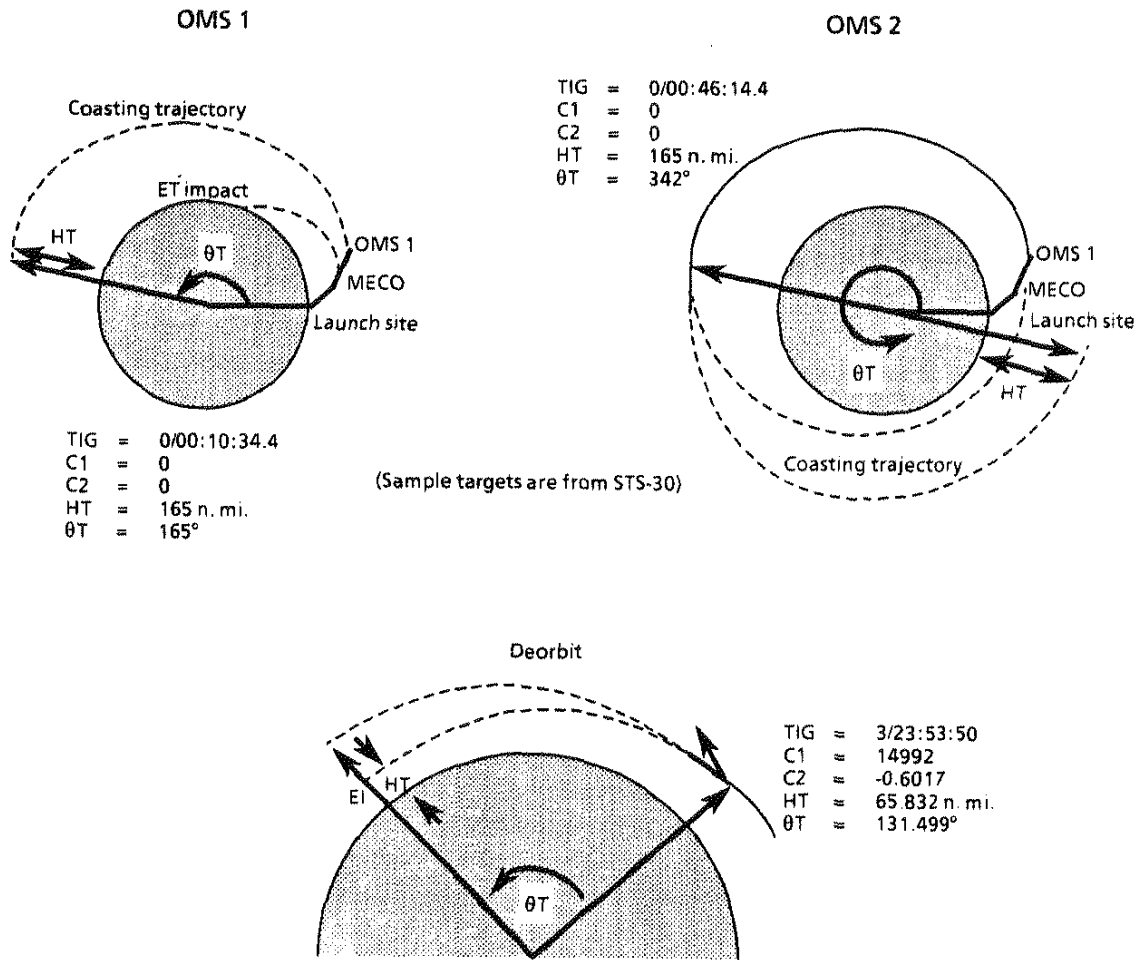 OMS 1
Coasting trajectory
ET impact
HT
θT
OMS 1
MECO
Launch site
TIG = 0/00:10:34.4
C1 = 0
C2 = 0
HT = 165 n. mi.
θT = 165°
OMS 2
TIG = 0/00:46:14.4
C1 = 0
C2 = 0
HT = 165 n. mi.
θT = 342°
OMS 1
MECO
Launch site
θT
HT
Coasting trajectory
(Sample targets are from STS-30)
Deorbit
EI
HT
θT
TIG = 3/23:53:50
C1 = 14992
C2 = -0.6017
HT = 65.832 n. mi.
θT = 131.499°